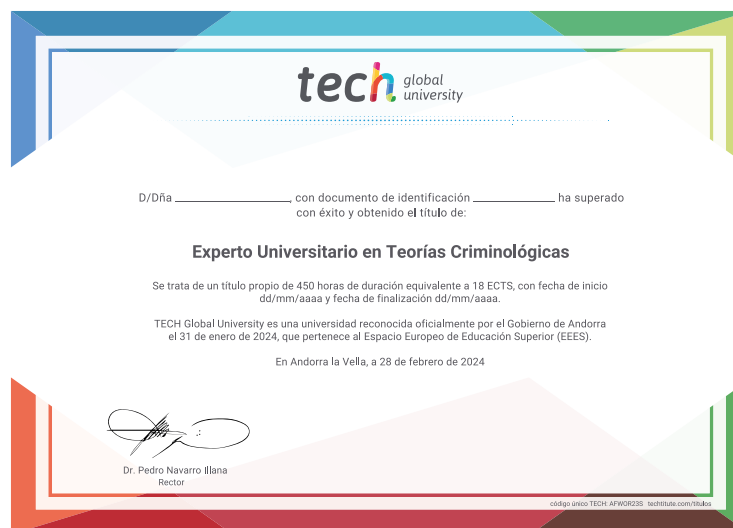 tech global university
D/Dña ____________, con documento de identificación ____________ ha superado
con éxito y obtenido el título de:
Experto Universitario en Teorías Criminológicas
Se trata de un título propio de 450 horas de duración equivalente a 18 ECTS, con fecha de inicio
dd/mm/aaaa y fecha de finalización dd/mm/aaaa.
TECH Global University es una universidad reconocida oficialmente por el Gobierno de Andorra
el 31 de enero de 2024, que pertenece al Espacio Europeo de Educación Superior (EEES).
En Andorra la Vella, a 28 de febrero de 2024
Dr. Pedro Navarro Illana
Rector
código único TECH: AFWOR23S techtitute.com/titulos